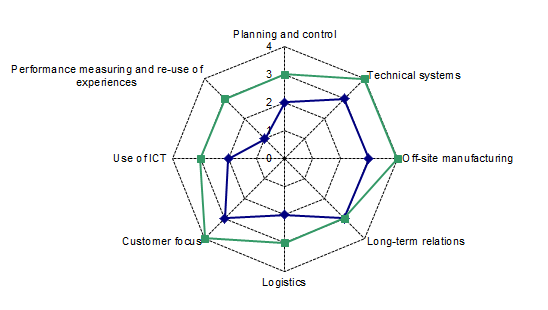 Planning and control
4
Performance measuring and re-use of
experiences
3
Technical systems
2
1
Use of ICT
0
Off-site manufacturing
Customer focus
Long-term relations
Logistics